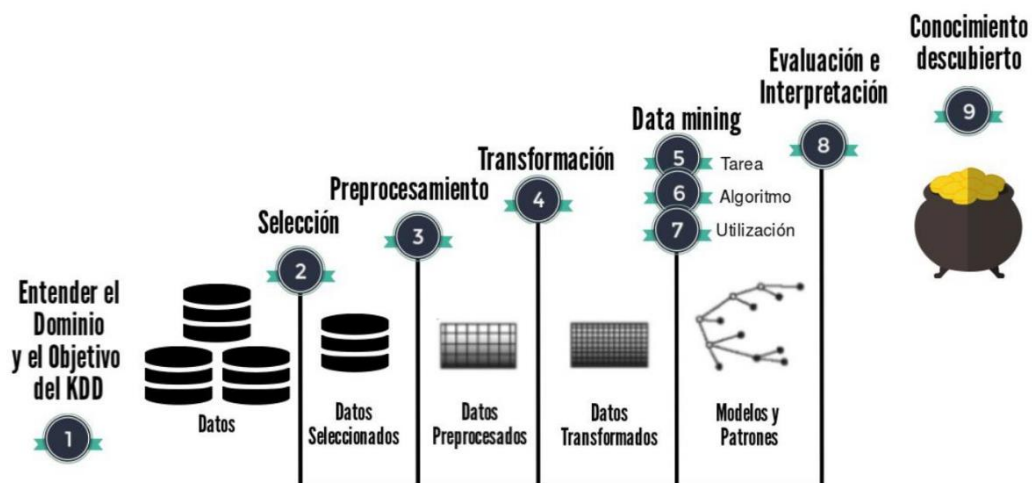 Entender el
Dominio
y el Objetivo
del KDD
1
Datos
Selección
2
Datos
Seleccionados
Preprocesamiento
3
Datos
Preprocesados
Transformación
4
Datos
Transformados
Data mining
5 Tarea
6 Algoritmo
7 Utilización
Modelos y
Patrones
Evaluación e
Interpretación
8
Conocimiento
descubierto
9